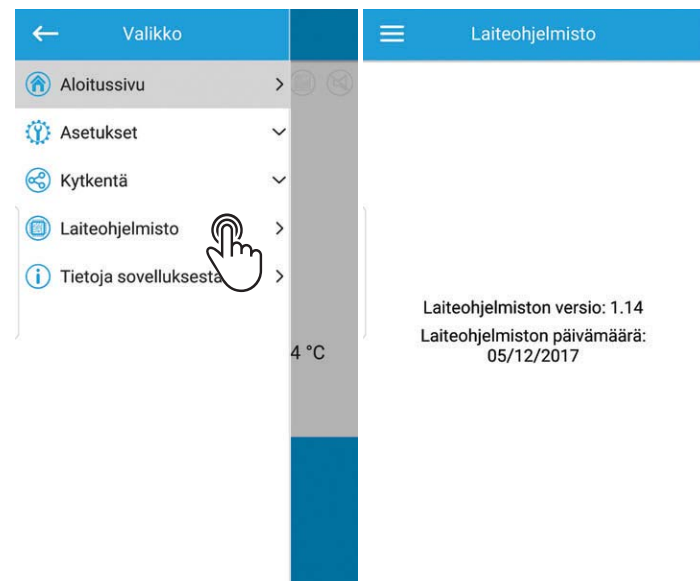 Valikko
Aloitussivu
Asetukset
Kytkentä
Laiteohjelmisto
Tietoja sovelluksesta
4 °C
Laiteohjelmisto
Laiteohjelmiston versio: 1.14
Laiteohjelmiston päivämäärä:
05/12/2017